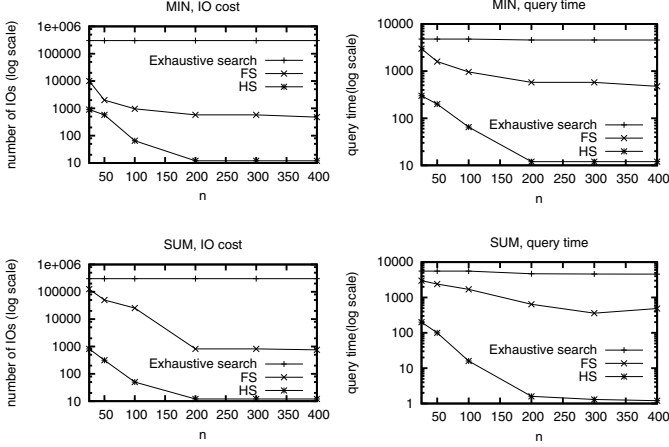 MIN, IO cost
number of IOs (log scale)
1e+006
100000
10000
1000
100
10
Exhaustive search
FS
HS
50 100 150 200 250 300 350 400
n
MIN, query time
query time(log scale)
10000
1000
100
10
Exhaustive search
FS
HS
50 100 150 200 250 300 350 400
n
SUM, IO cost
number of IOs (log scale)
1e+006
100000
10000
1000
100
10
Exhaustive search
FS
HS
50 100 150 200 250 300 350 400
n
SUM, query time
query time(log scale)
10000
1000
100
10
1
Exhaustive search
FS
HS
50 100 150 200 250 300 350 400
n